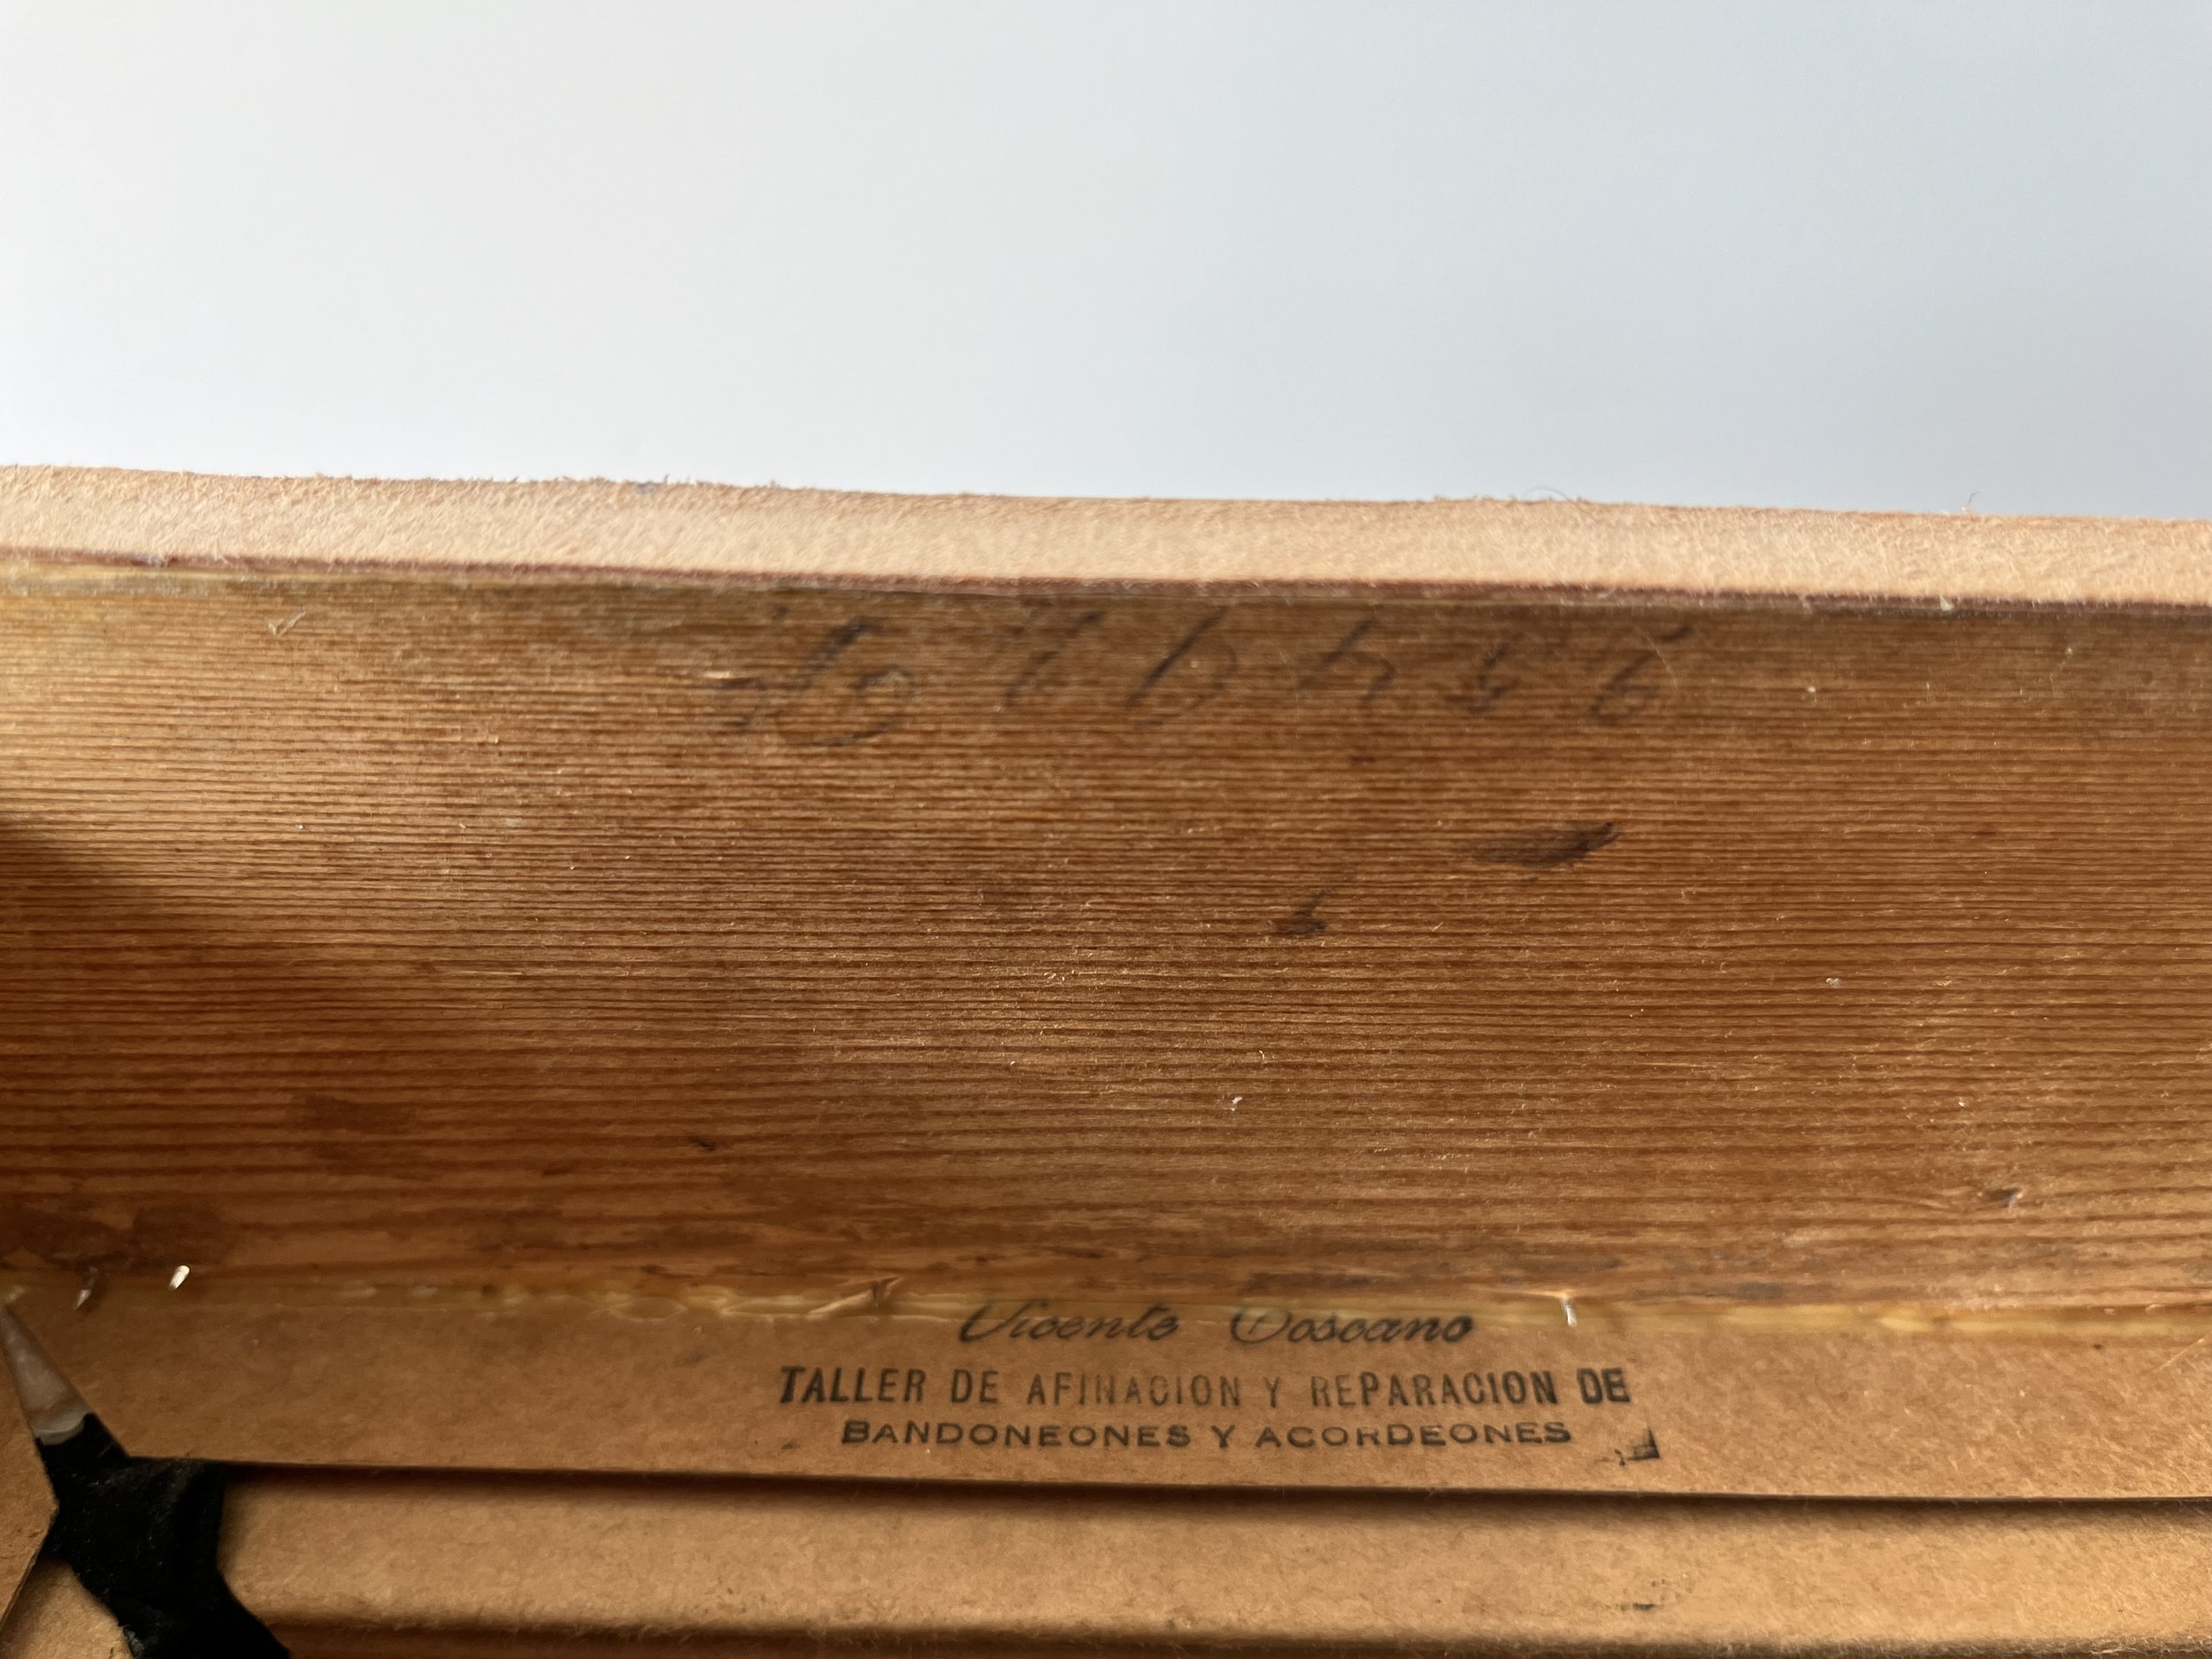 Vicente Toscano
TALLER DE AFINACION Y REPARACION DE
BANDONEONES Y ACORDEONES